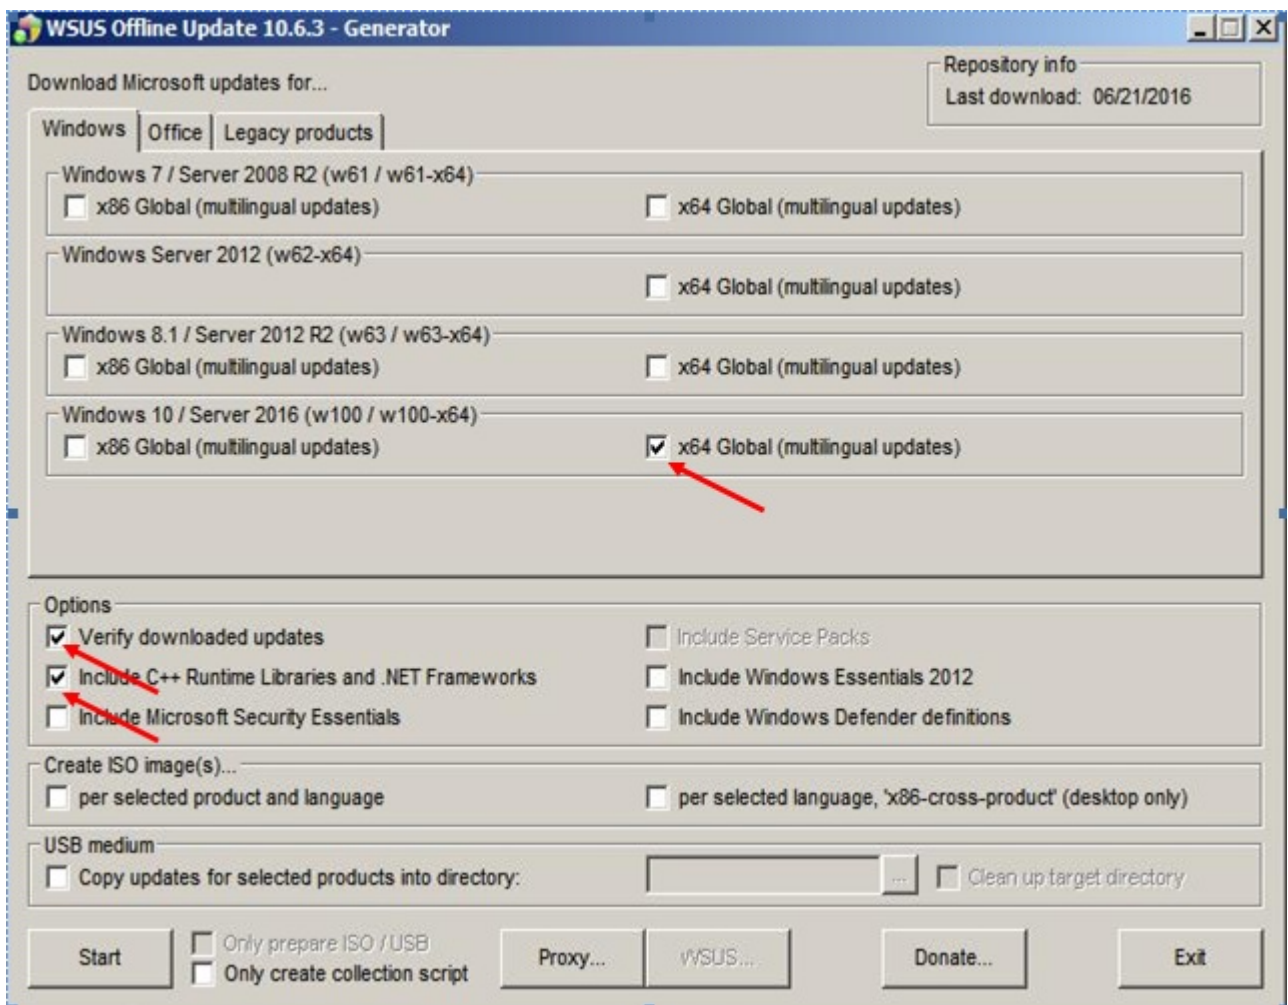 WSUS Offline Update 10.6.3 - Generator
Download Microsoft updates for...
Repository info
Last download: 06/21/2016
Windows Office Legacy products
Windows 7 / Server 2008 R2 (w61 / w61-x64)
x86 Global (multilingual updates) x64 Global (multilingual updates)
Windows Server 2012 (w62-x64)
x64 Global (multilingual updates)
Windows 8.1 / Server 2012 R2 (w63 / w63-x64)
x86 Global (multilingual updates) x64 Global (multilingual updates)
Windows 10 / Server 2016 (w100 / w100-x64)
x86 Global (multilingual updates) x64 Global (multilingual updates)
Options
Verify downloaded updates Include Service Packs
Include C++ Runtime Libraries and .NET Frameworks Include Windows Essentials 2012
Include Microsoft Security Essentials Include Windows Defender definitions
Create ISO image(s)...
per selected product and language per selected language, 'x86-cross-product' (desktop only)
USB medium
Copy updates for selected products into directory: ... Clean up target directory
Start Only prepare ISO / USB Proxy... WSUS... Donate... Exit
Only create collection script